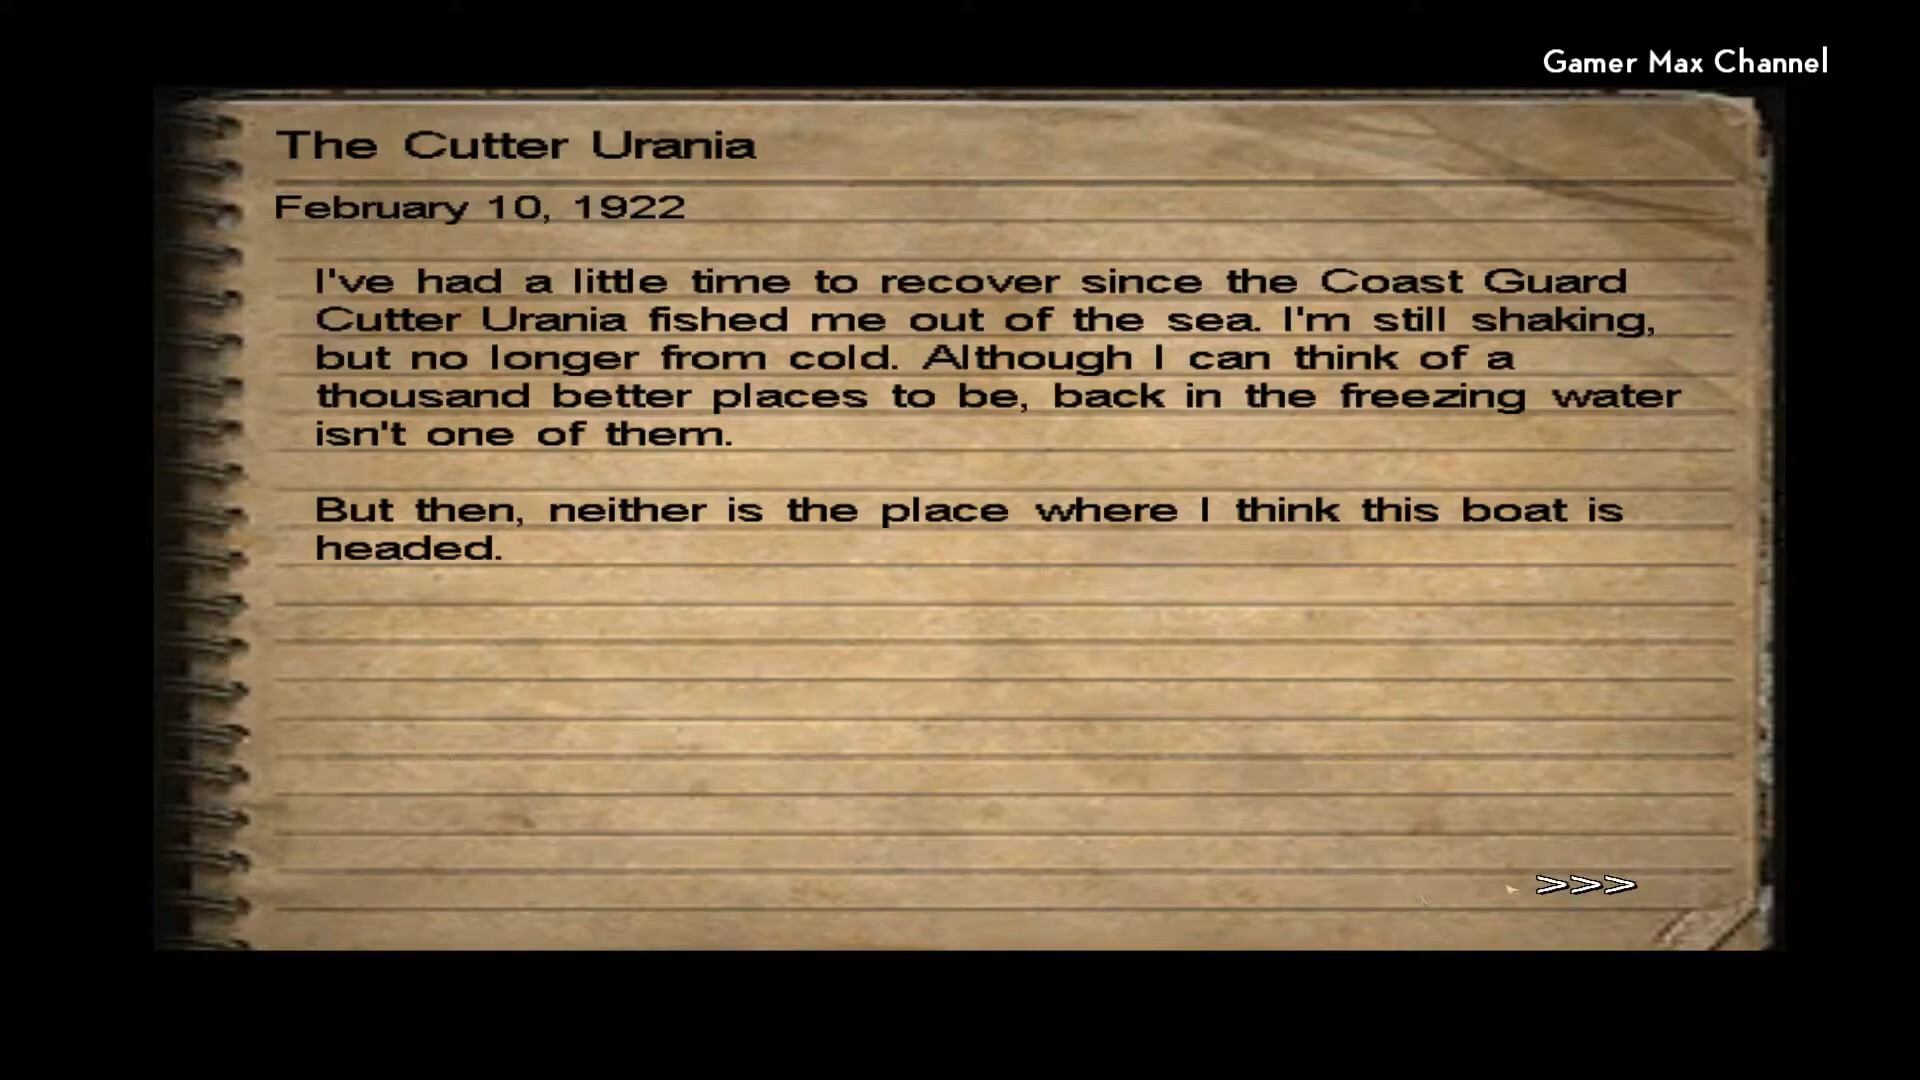 Gamer Max Channel
The Cutter Urania
February 10, 1922
I've had a little time to recover since the Coast Guard
Cutter Urania fished me out of the sea. I'm still shaking,
but no longer from cold. Although I can think of a
thousand better places to be, back in the freezing water
isn't one of them.
But then, neither is the place where I think this boat is
headed.
>>>